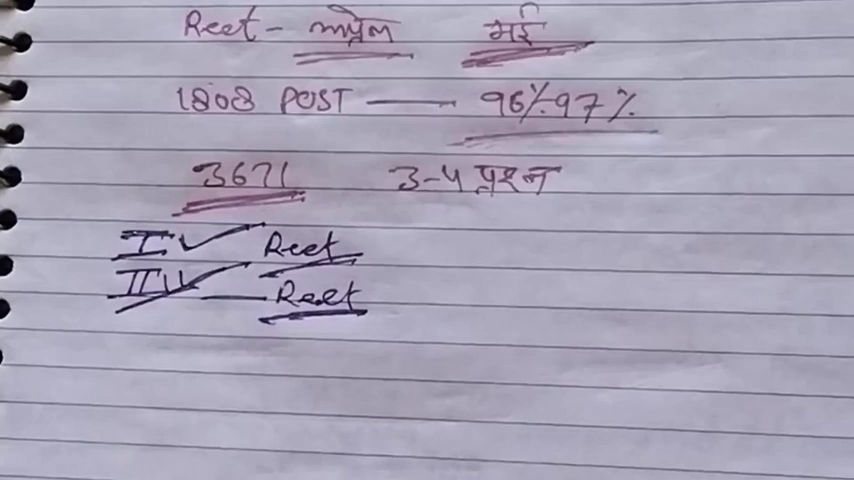 Reet - अप्रैल मई
1808 POST — 96%-97%
3671 3-4 प्रश्न
I ✓ Reet
II ✓ — Reet